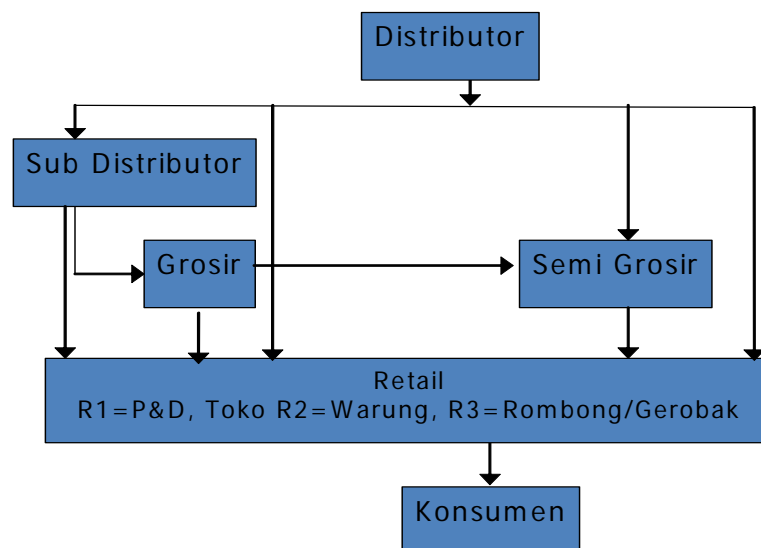 Distributor
Sub Distributor
Grosir
Semi Grosir
Retail
R1=P&D, Toko R2=Warung, R3=Rombong/Gerobak
Konsumen